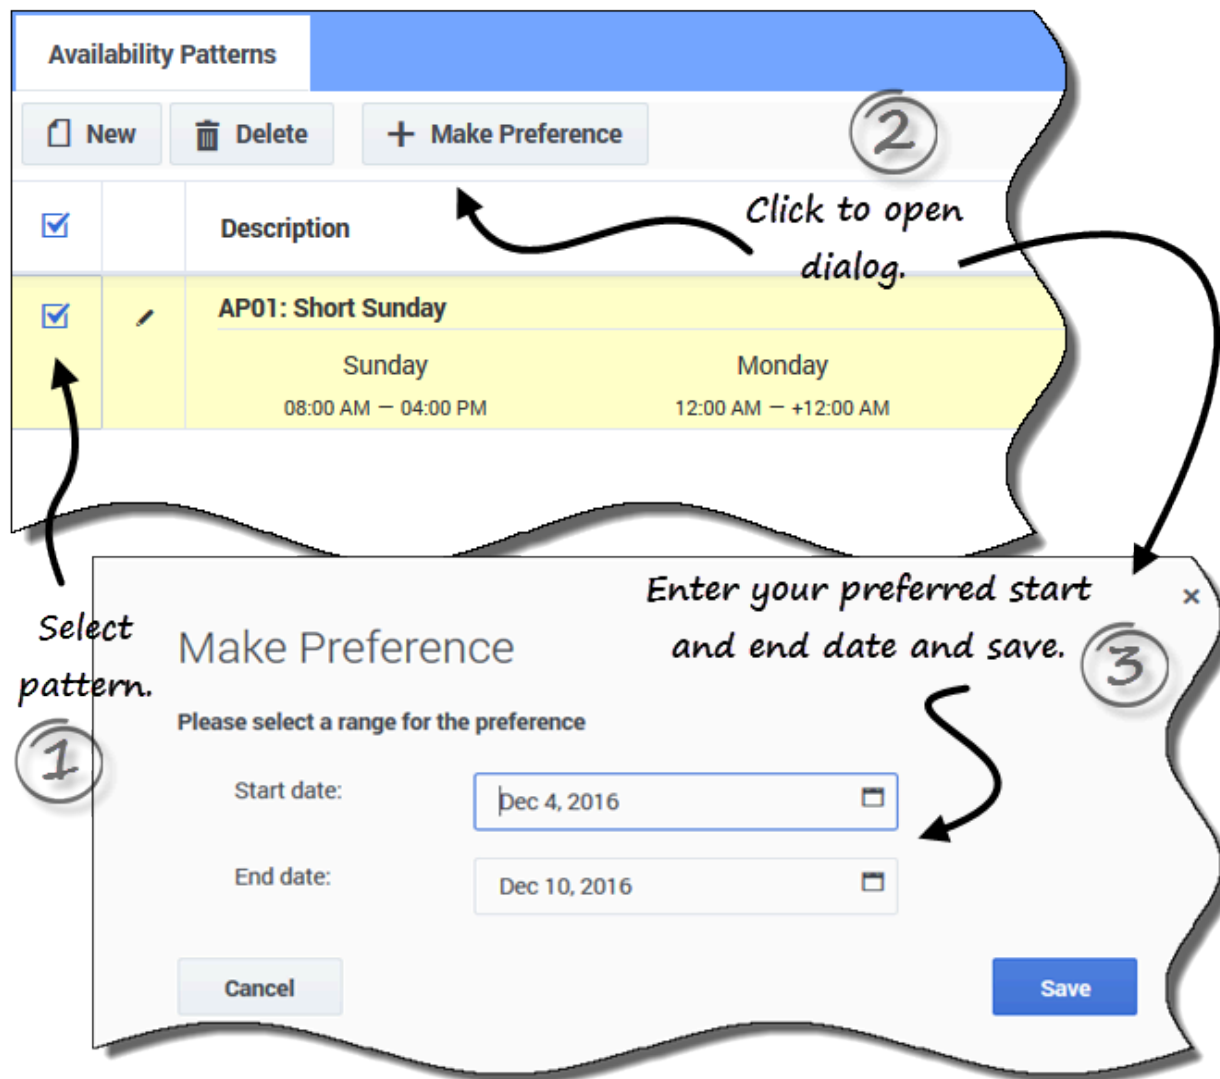 Availability Patterns
New Delete + Make Preference
2
Click to open
dialog.
Description
AP01: Short Sunday
Sunday Monday
08:00 AM — 04:00 PM 12:00 AM — +12:00 AM
Select
pattern.
1
Enter your preferred start
and end date and save.
3
×
Make Preference
Please select a range for the preference
Start date: Dec 4, 2016
End date: Dec 10, 2016
Cancel Save